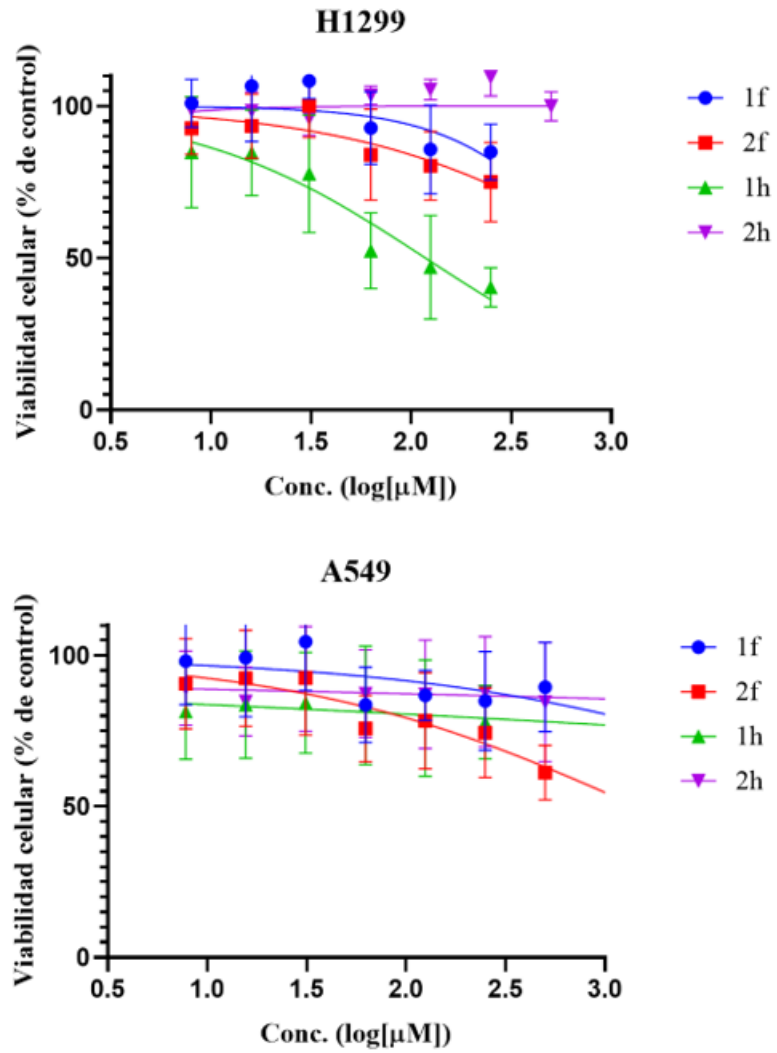 H1299
Viabilidad celular (% de control)
100
50
0
0.5 1.0 1.5 2.0 2.5 3.0
Conc. (log[μM])
1f
2f
1h
2h
A549
Viabilidad celular (% de control)
100
50
0
0.5 1.0 1.5 2.0 2.5 3.0
Conc. (log[μM])
1f
2f
1h
2h